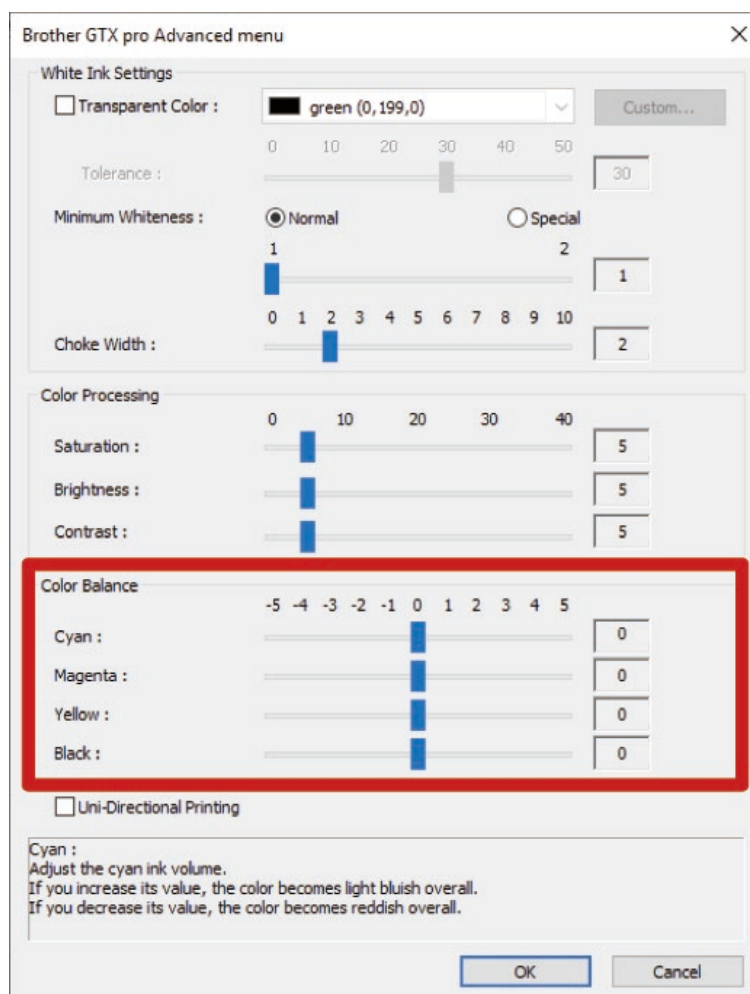 Brother GTX pro Advanced menu
White Ink Settings
Transparent Color : green (0,199,0) Custom...
0 10 20 30 40 50
Tolerance : 30
Minimum Whiteness : Normal Special
1 2
1
0 1 2 3 4 5 6 7 8 9 10
Choke Width : 2
Color Processing
0 10 20 30 40
Saturation : 5
Brightness : 5
Contrast : 5
Color Balance
-5 -4 -3 -2 -1 0 1 2 3 4 5
Cyan : 0
Magenta : 0
Yellow : 0
Black : 0
Uni-Directional Printing
Cyan :
Adjust the cyan ink volume.
If you increase its value, the color becomes light bluish overall.
If you decrease its value, the color becomes reddish overall.
OK Cancel